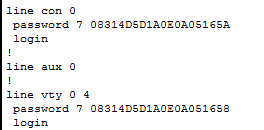 line con 0
 password 7 08314D5D1A0E0A05165A
 login
!
line aux 0
!
line vty 0 4
 password 7 08314D5D1A0E0A051658
 login